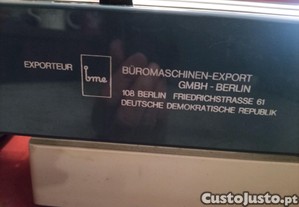 EXPORTEUR
bme
BÜROMASCHINEN-EXPORT
GMBH - BERLIN
108 BERLIN FRIEDRICHSTRASSE 61
DEUTSCHE DEMOKRATISCHE REPUBLIK
CustoJusto.pt